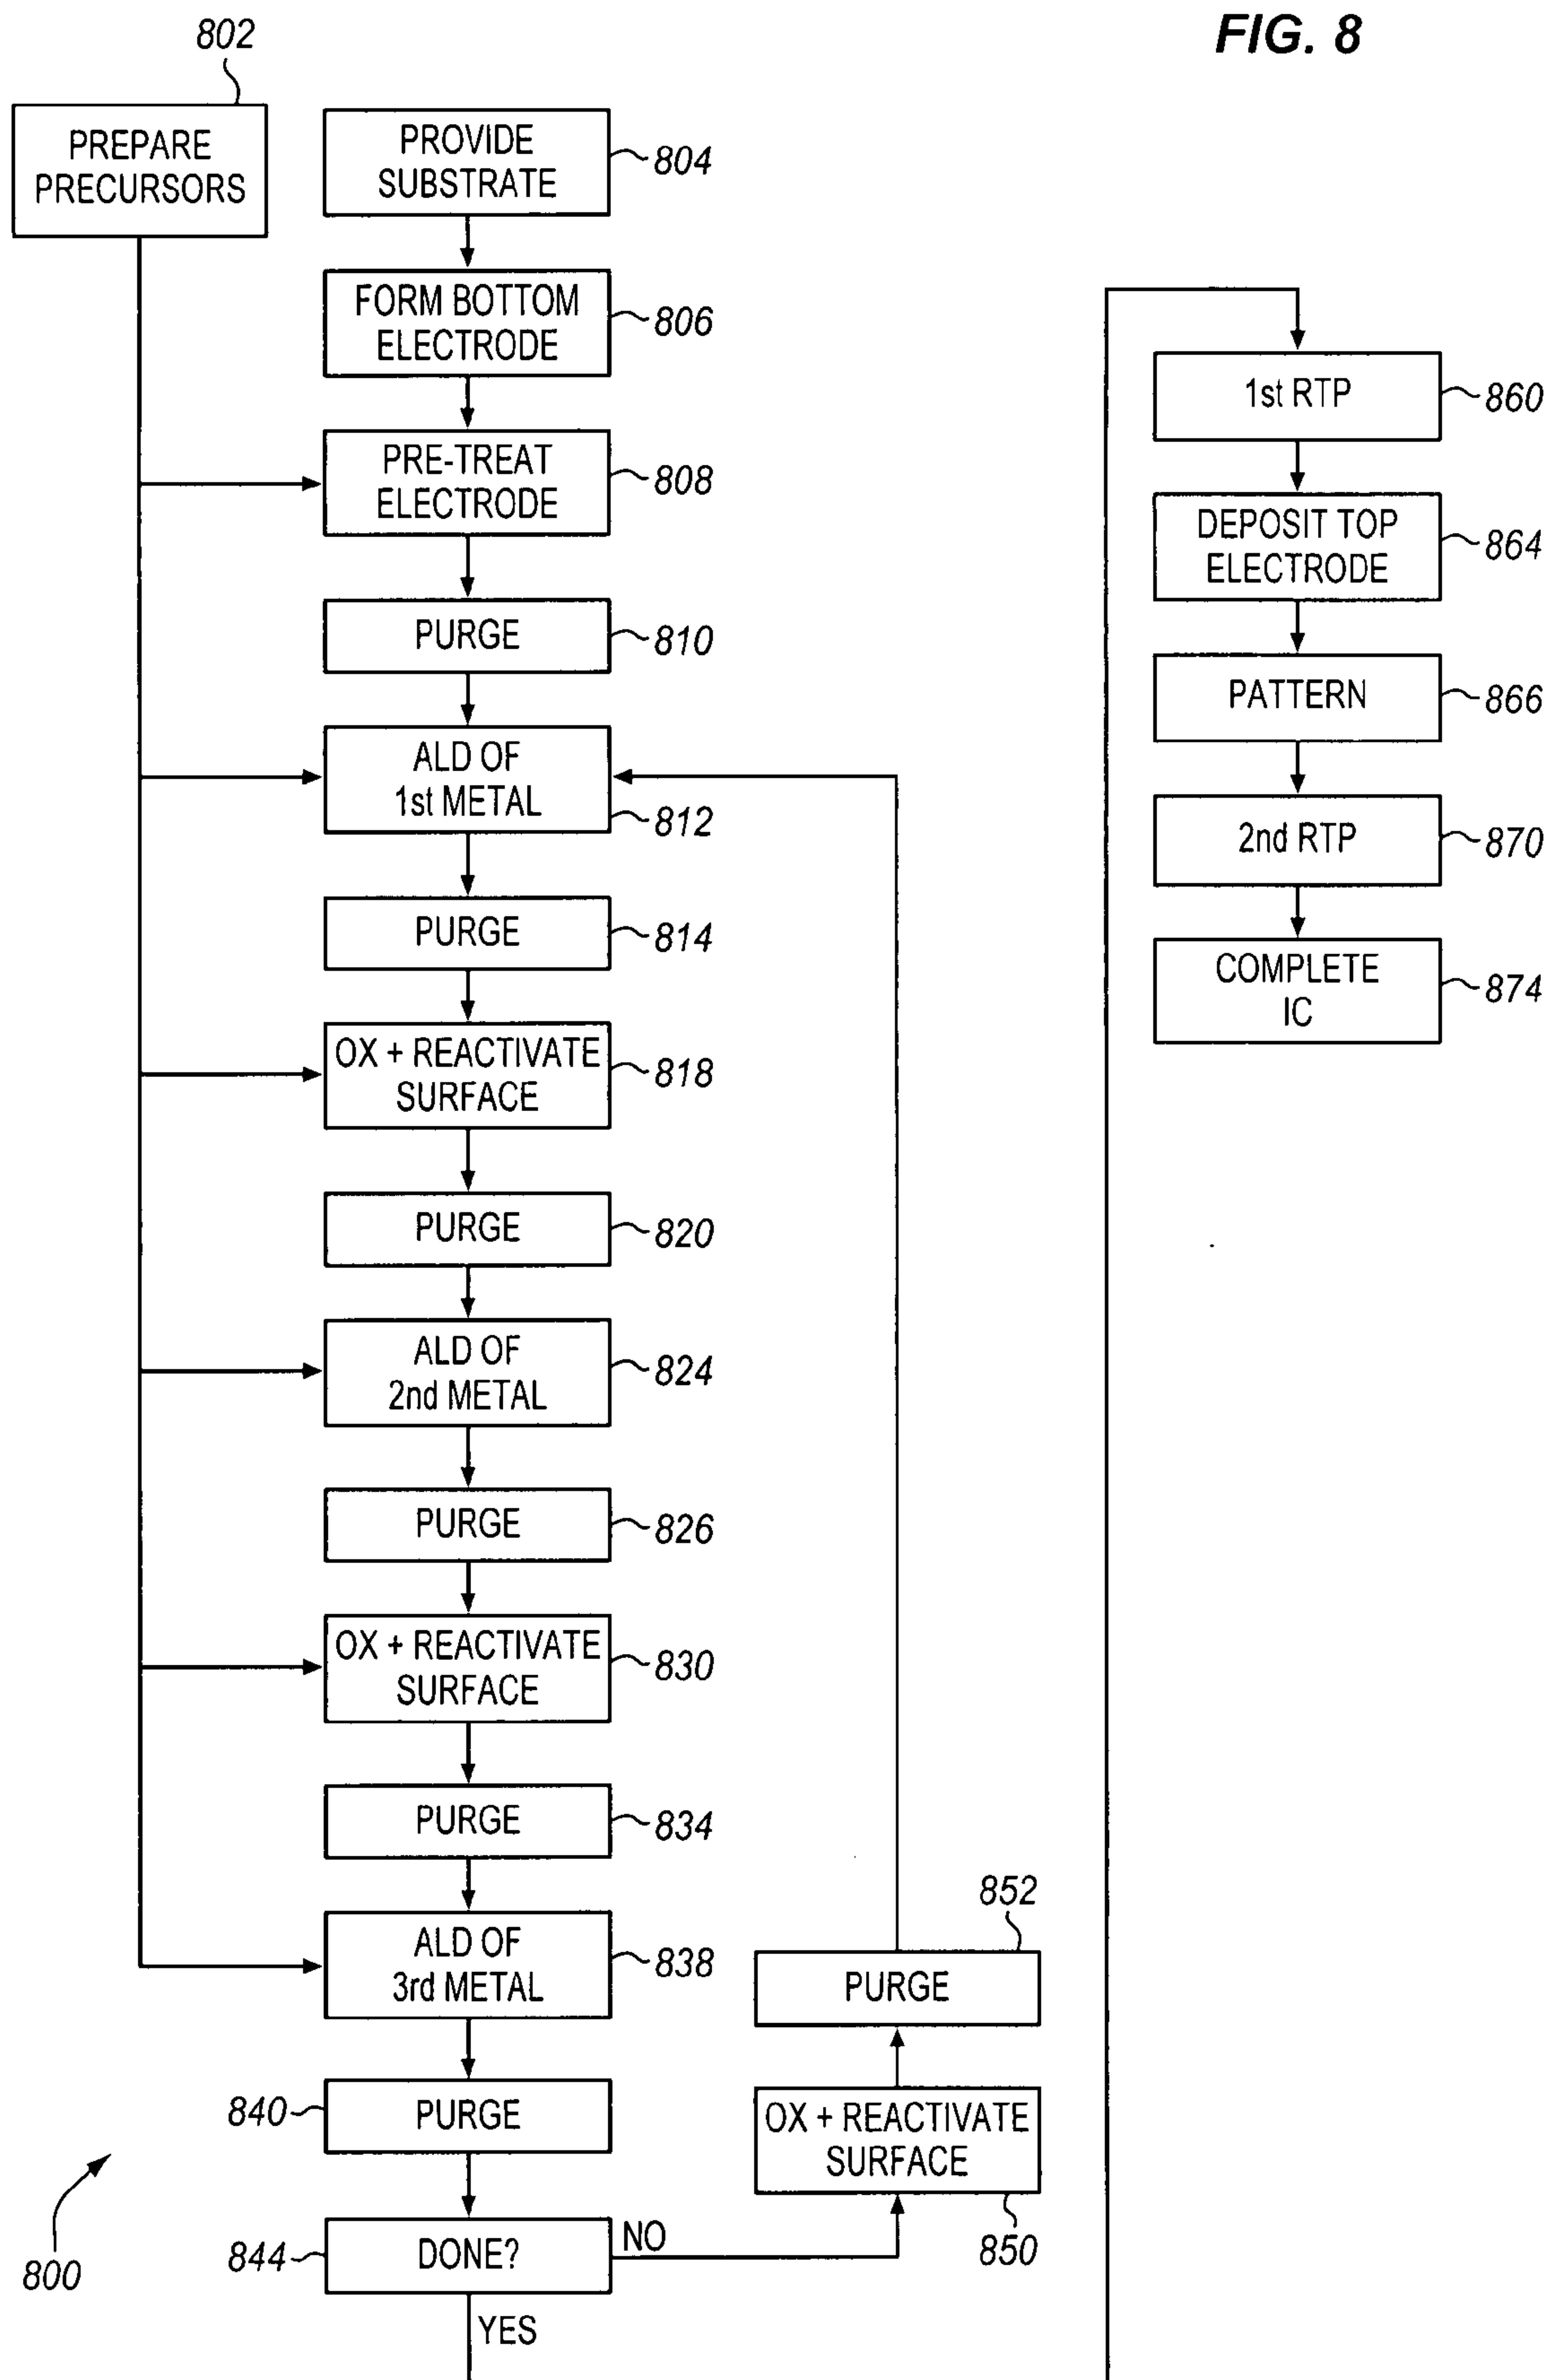 FIG. 8
802
PREPARE
PRECURSORS
PROVIDE
SUBSTRATE
804
FORM BOTTOM
ELECTRODE
806
PRE-TREAT
ELECTRODE
808
PURGE
810
ALD OF
1st METAL
812
PURGE
814
OX + REACTIVATE
SURFACE
818
PURGE
820
ALD OF
2nd METAL
824
PURGE
826
OX + REACTIVATE
SURFACE
830
PURGE
834
ALD OF
3rd METAL
838
PURGE
840
DONE?
844
NO
YES
OX + REACTIVATE
SURFACE
850
PURGE
852
1st RTP
860
DEPOSIT TOP
ELECTRODE
864
PATTERN
866
2nd RTP
870
COMPLETE
IC
874
800